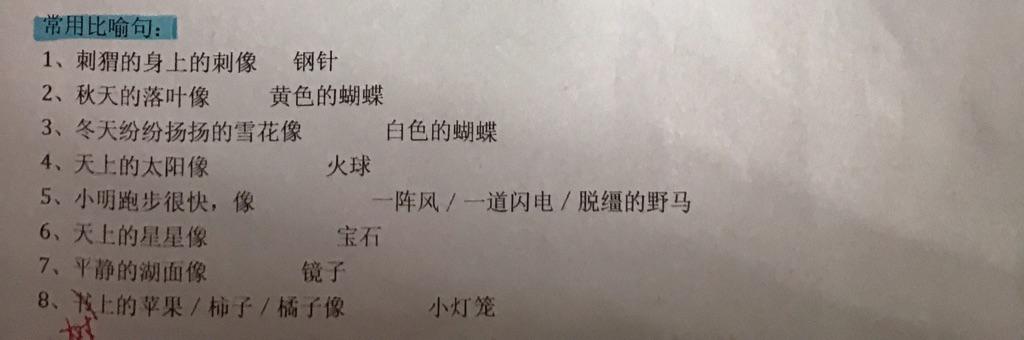 常用比喻句：
1、刺猬的身上的刺像 钢针
2、秋天的落叶像 黄色的蝴蝶
3、冬天纷纷扬扬的雪花像 白色的蝴蝶
4、天上的太阳像 火球
5、小明跑步很快，像 一阵风/一道闪电/脱缰的野马
6、天上的星星像 宝石
7、平静的湖面像 镜子
8、书上的苹果/柿子/橘子像 小灯笼
树